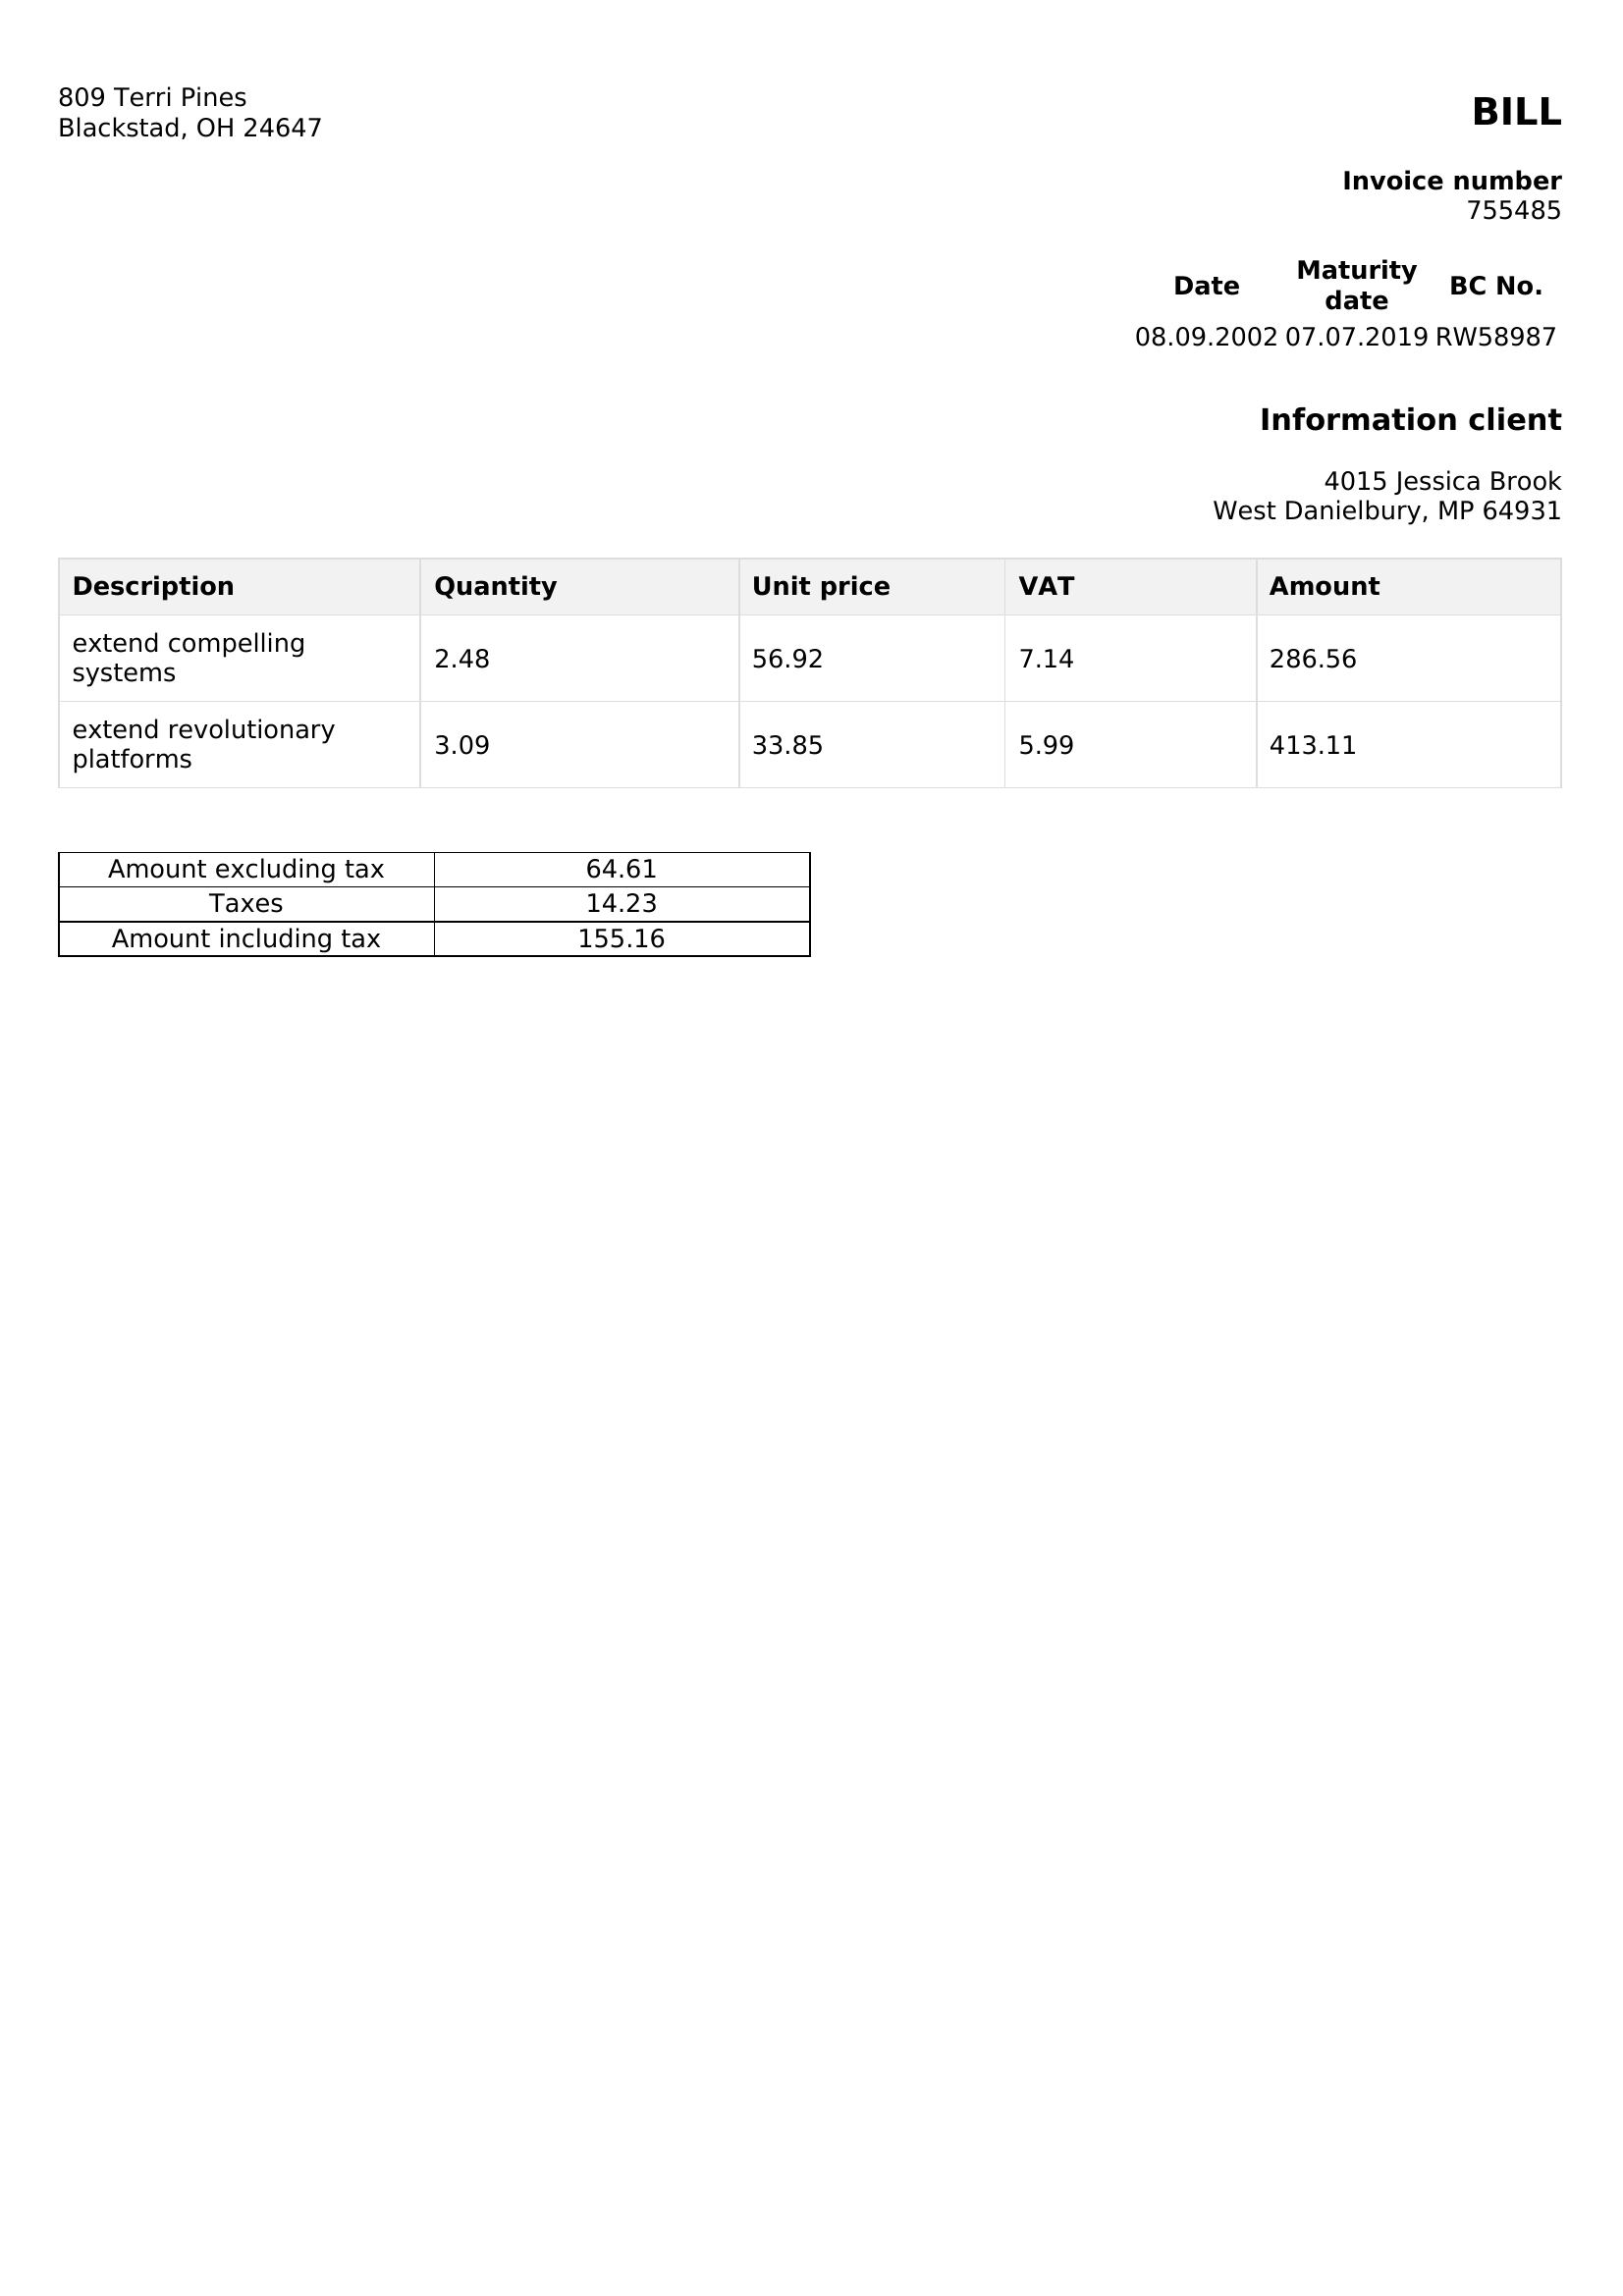 809 Terri Pines
Blackstad, OH 24647
BILL
Invoice number
755485
Date Maturity date BC No.
08.09.2002 07.07.2019 RW58987
Information client
4015 Jessica Brook
West Danielbury, MP 64931
Description Quantity Unit price VAT Amount
extend compelling
systems 2.48 56.92 7.14 286.56
extend revolutionary
platforms 3.09 33.85 5.99 413.11
Amount excluding tax 64.61
Taxes 14.23
Amount including tax 155.16